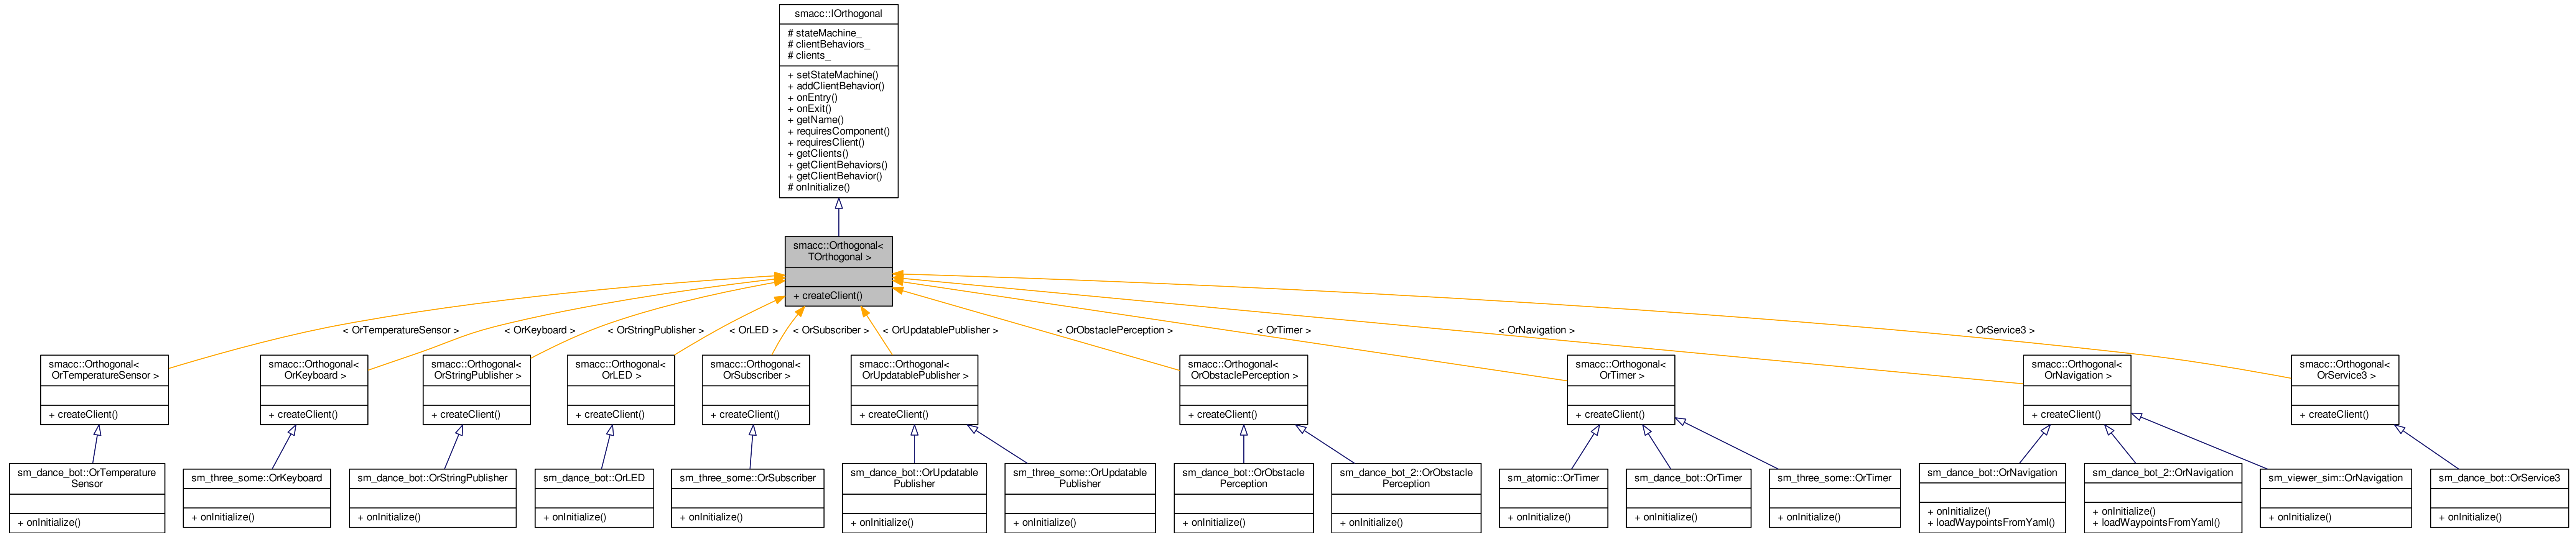 smacc::IOrthogonal
# stateMachine_
# clientBehaviors_
# clients_
+ setStateMachine()
+ addClientBehavior()
+ onEntry()
+ onExit()
+ getName()
+ requiresComponent()
+ requiresClient()
+ getClients()
+ getClientBehaviors()
+ getClientBehavior()
# onInitialize()
smacc::Orthogonal<
TOrthogonal >
+ createClient()
< OrTemperatureSensor >
< OrKeyboard >
< OrStringPublisher >
< OrLED >
< OrSubscriber >
< OrUpdatablePublisher >
< OrObstaclePerception >
< OrTimer >
< OrNavigation >
< OrService3 >
smacc::Orthogonal<
OrTemperatureSensor >
+ createClient()
smacc::Orthogonal<
OrKeyboard >
+ createClient()
smacc::Orthogonal<
OrStringPublisher >
+ createClient()
smacc::Orthogonal<
OrLED >
+ createClient()
smacc::Orthogonal<
OrSubscriber >
+ createClient()
smacc::Orthogonal<
OrUpdatablePublisher >
+ createClient()
smacc::Orthogonal<
OrObstaclePerception >
+ createClient()
smacc::Orthogonal<
OrTimer >
+ createClient()
smacc::Orthogonal<
OrNavigation >
+ createClient()
smacc::Orthogonal<
OrService3 >
+ createClient()
sm_dance_bot::OrTemperature
Sensor
+ onInitialize()
sm_three_some::OrKeyboard
+ onInitialize()
sm_dance_bot::OrStringPublisher
+ onInitialize()
sm_dance_bot::OrLED
+ onInitialize()
sm_three_some::OrSubscriber
+ onInitialize()
sm_dance_bot::OrUpdatable
Publisher
+ onInitialize()
sm_three_some::OrUpdatable
Publisher
+ onInitialize()
sm_dance_bot::OrObstacle
Perception
+ onInitialize()
sm_dance_bot_2::OrObstacle
Perception
+ onInitialize()
sm_atomic::OrTimer
+ onInitialize()
sm_dance_bot::OrTimer
+ onInitialize()
sm_three_some::OrTimer
+ onInitialize()
sm_dance_bot::OrNavigation
+ onInitialize()
+ loadWaypointsFromYaml()
sm_dance_bot_2::OrNavigation
+ onInitialize()
+ loadWaypointsFromYaml()
sm_viewer_sim::OrNavigation
+ onInitialize()
sm_dance_bot::OrService3
+ onInitialize()